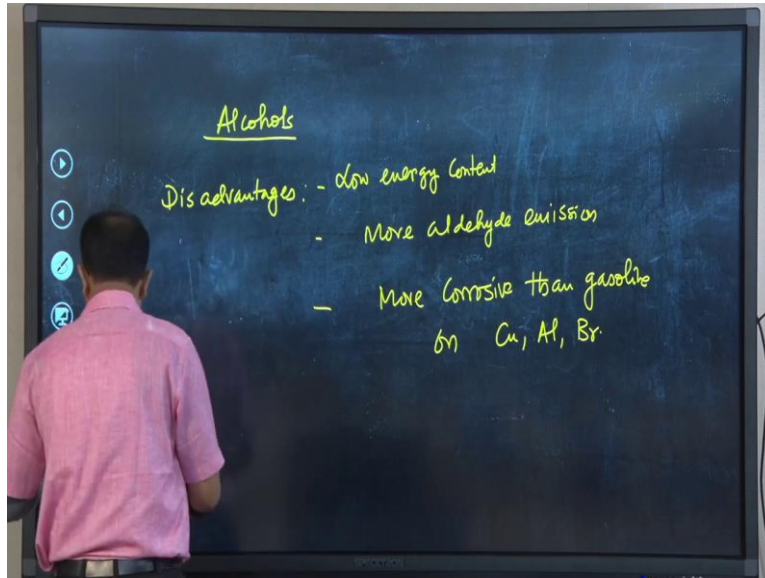 Alcohols
Disadvantages: - Low energy content
- More aldehyde emission
- More Corrosive than gasoline
on Cu, Al, Br.